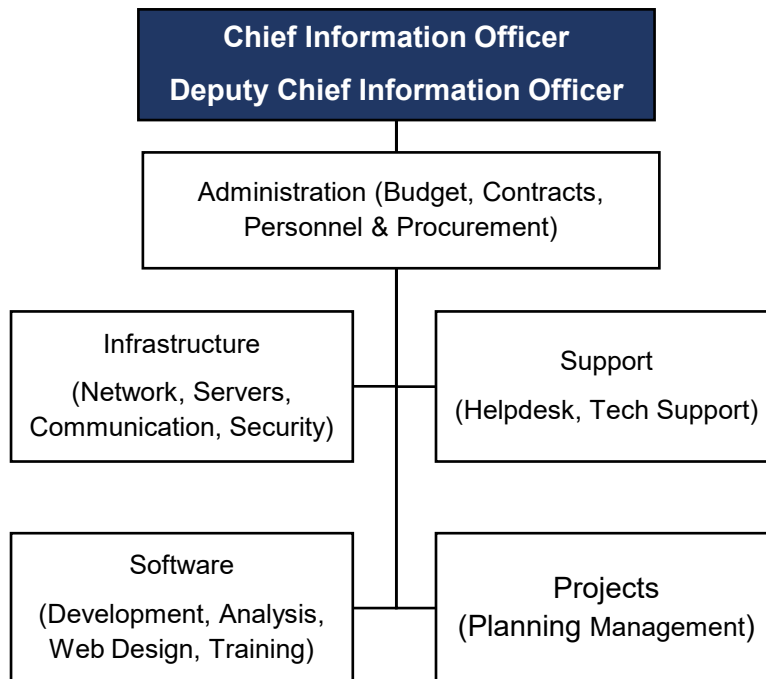 Chief Information Officer
Deputy Chief Information Officer
Administration (Budget, Contracts,
Personnel & Procurement)
Infrastructure
(Network, Servers,
Communication, Security)
Support
(Helpdesk, Tech Support)
Software
(Development, Analysis,
Web Design, Training)
Projects
(Planning Management)